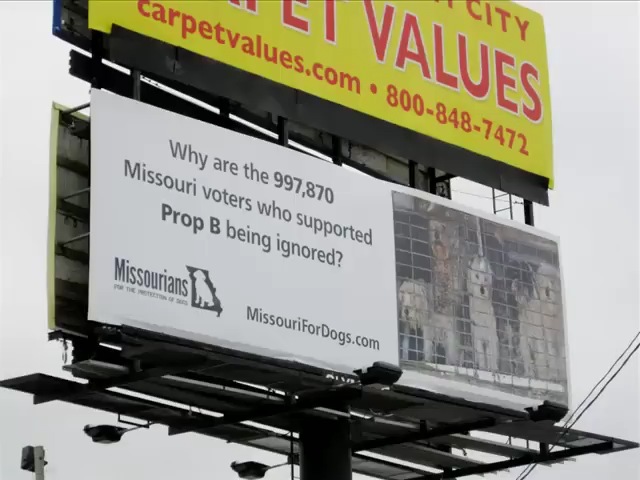 CITY
PET VALUES
carpetvalues.com • 800-848-7472
Why are the 997,870
Missouri voters who supported
Prop B being ignored?
Missourians
FOR THE PROTECTION OF DOGS
MissouriForDogs.com